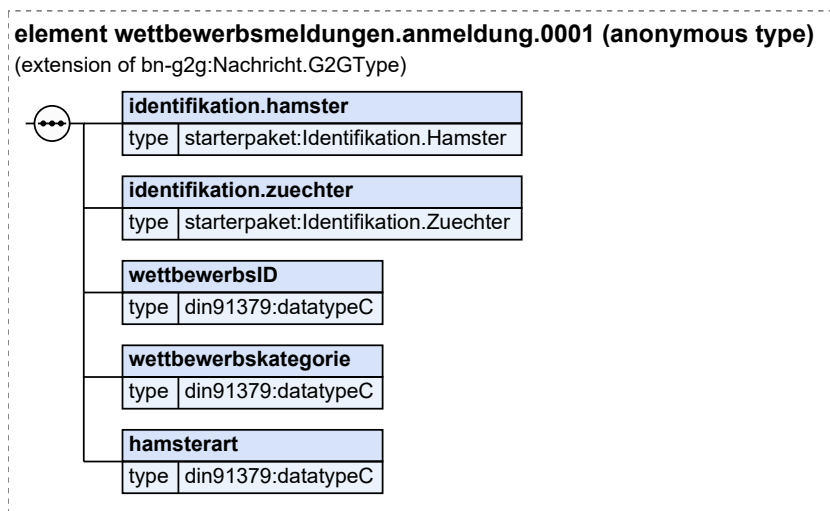 element wettbewerbsmeldungen.anmeldung.0001 (anonymous type)
(extension of bn-g2g:Nachricht.G2GType)
identifikation.hamster
type starterpaket:Identifikation.Hamster
identifikation.zuechter
type starterpaket:Identifikation.Zuechter
wettbewerbsID
type din91379:datatypeC
wettbewerbskategorie
type din91379:datatypeC
hamsterart
type din91379:datatypeC